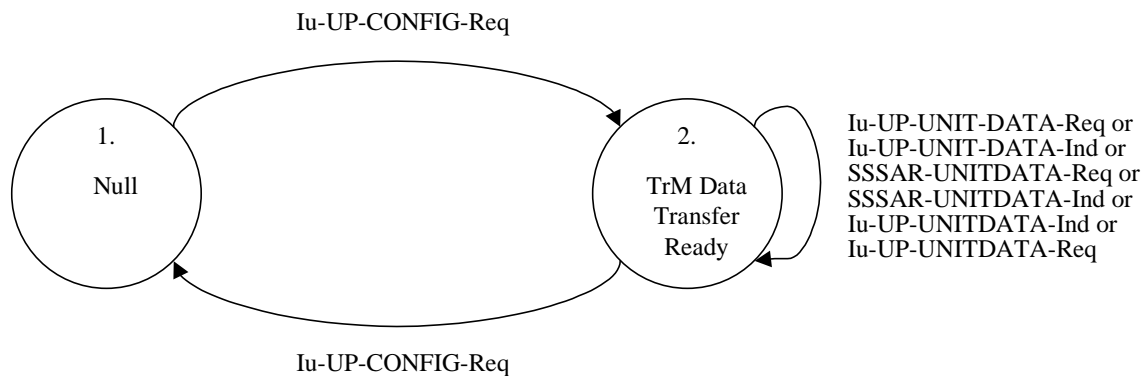 Iu-UP-CONFIG-Req
1.
Null
2.
TrM Data
Transfer
Ready
Iu-UP-UNIT-DATA-Req or
Iu-UP-UNIT-DATA-Ind or
SSSAR-UNITDATA-Req or
SSSAR-UNITDATA-Ind or
Iu-UP-UNITDATA-Ind or
Iu-UP-UNITDATA-Req
Iu-UP-CONFIG-Req